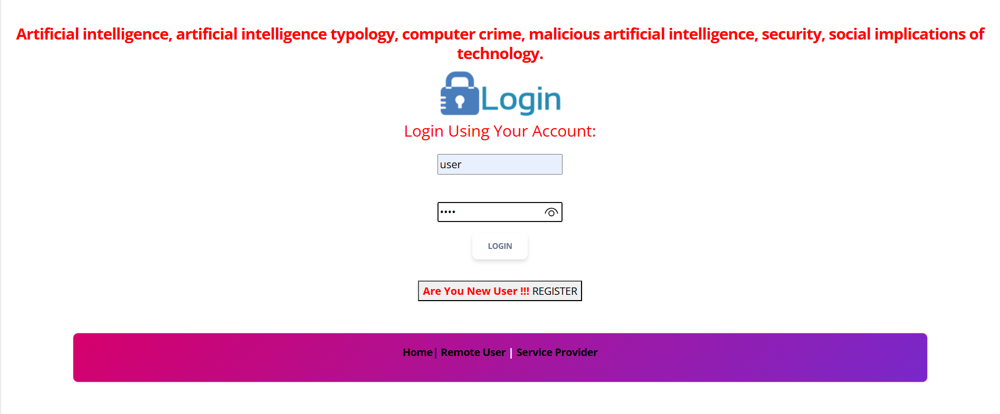 Artificial intelligence, artificial intelligence typology, computer crime, malicious artificial intelligence, security, social implications of
technology.
Login
Login Using Your Account:
user
••••
LOGIN
Are You New User !!! REGISTER
Home| Remote User | Service Provider